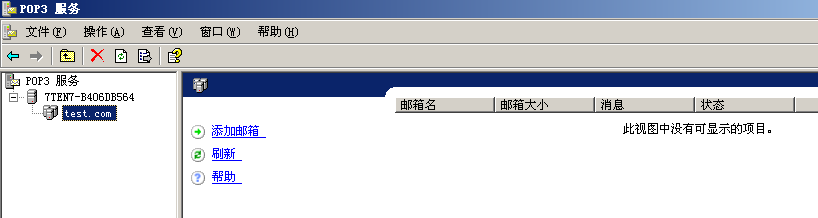 POP3 服务
文件(F) 操作(A) 查看(V) 窗口(W) 帮助(H)
POP3 服务
7TEN7-B406DB564
test.com
邮箱名 邮箱大小 消息 状态
此视图中没有可显示的项目。
添加邮箱
刷新
帮助